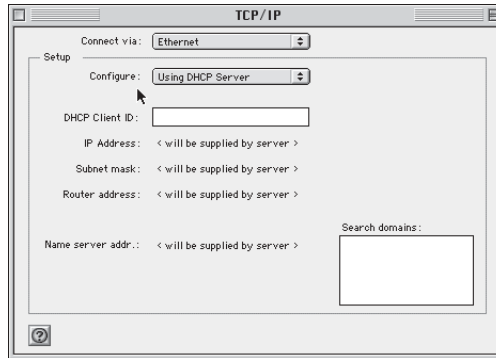 TCP/IP
Connect via: Ethernet
Setup
Configure: Using DHCP Server
DHCP Client ID:
IP Address: < will be supplied by server >
Subnet mask: < will be supplied by server >
Router address: < will be supplied by server >
Search domains:
Name server addr.: < will be supplied by server >
?